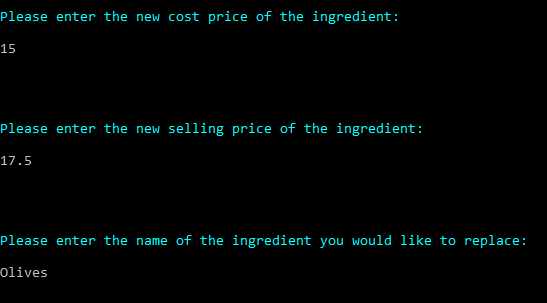 Please enter the new cost price of the ingredient:
15
Please enter the new selling price of the ingredient:
17.5
Please enter the name of the ingredient you would like to replace:
Olives